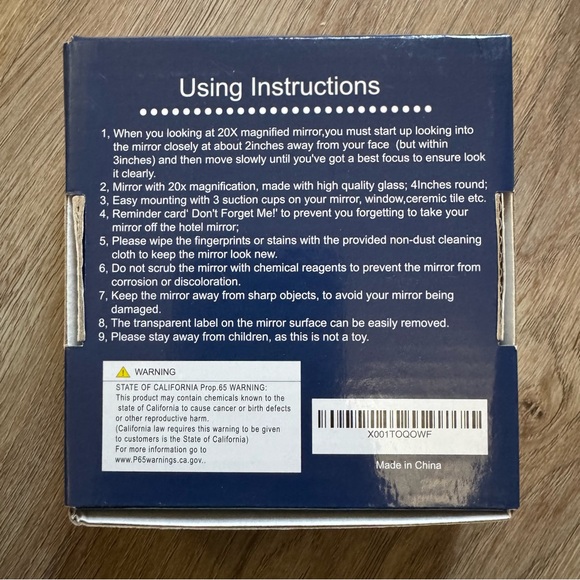 Using Instructions
1, When you looking at 20X magnified mirror,you must start up looking into
the mirror closely at about 2inches away from your face (but within
3inches) and then move slowly until you've got a best focus to ensure look
it clearly.
2, Mirror with 20x magnification, made with high quality glass; 4Inches round;
3, Easy mounting with 3 suction cups on your mirror, window,ceremic tile etc.
4, Reminder card' Don't Forget Me!' to prevent you forgetting to take your
mirror off the hotel mirror;
5, Please wipe the fingerprints or stains with the provided non-dust cleaning
cloth to keep the mirror look new.
6, Do not scrub the mirror with chemical reagents to prevent the mirror from
corrosion or discoloration.
7, Keep the mirror away from sharp objects, to avoid your mirror being
damaged.
8, The transparent label on the mirror surface can be easily removed.
9, Please stay away from children, as this is not a toy.
WARNING
STATE OF CALIFORNIA Prop.65 WARNING:
This product may contain chemicals known to the
state of California to cause cancer or birth defects
or other reproductive harm.
(California law requires this warning to be given
to customers is the State of California)
For more information go to
www.P65warnings.ca.gov..
X001TOQOWF
Made in China